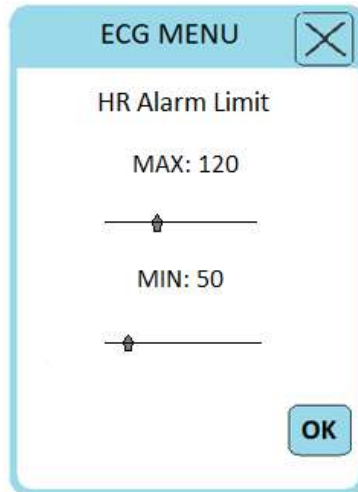 ECG MENU
HR Alarm Limit
MAX: 120
MIN: 50
OK